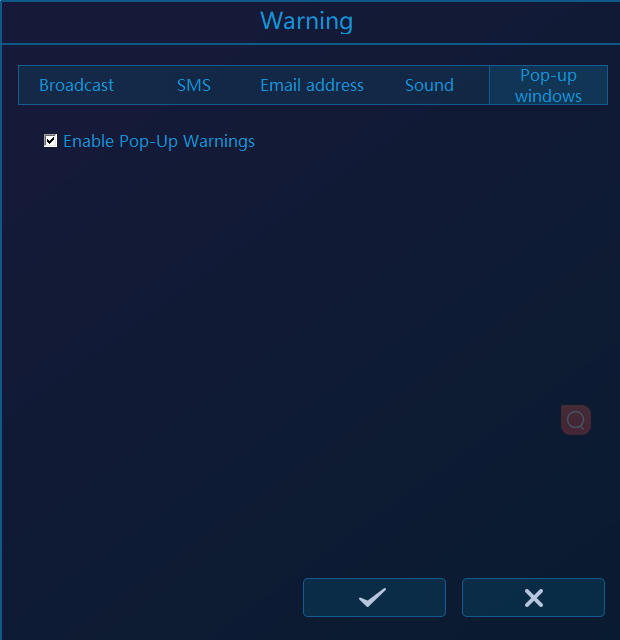 Warning
Broadcast SMS Email address Sound Pop-up
windows
Enable Pop-Up Warnings